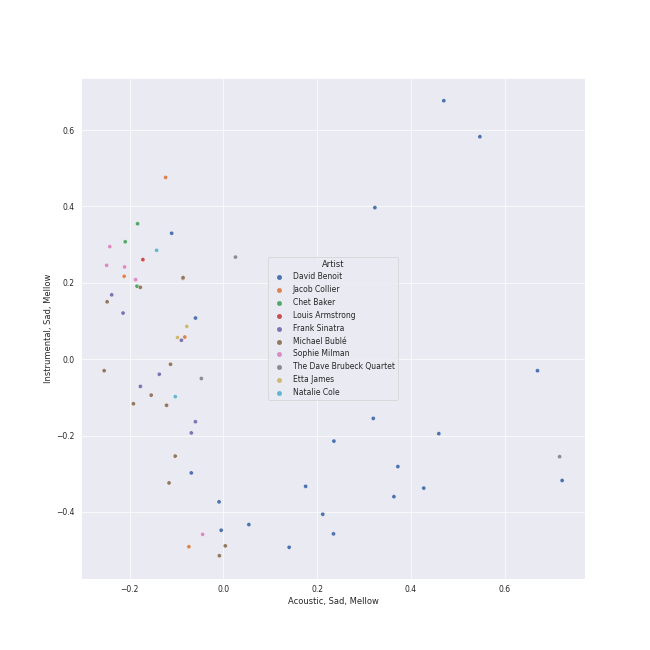 0.6
0.4
0.2
0.0
−0.2
−0.4
Instrumental, Sad, Mellow
Artist
David Benoit
Jacob Collier
Chet Baker
Louis Armstrong
Frank Sinatra
Michael Bublé
Sophie Milman
The Dave Brubeck Quartet
Etta James
Natalie Cole
−0.2 0.0 0.2 0.4 0.6
Acoustic, Sad, Mellow